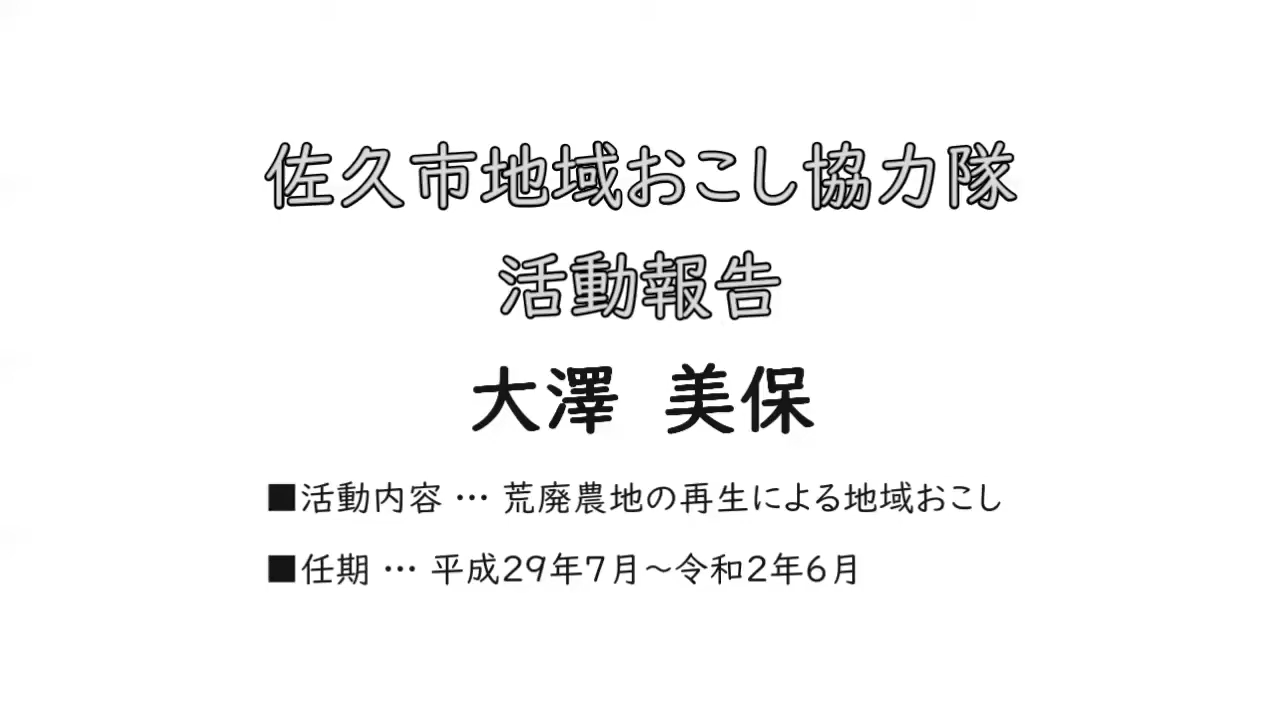 佐久市地域おこし協力隊
活動報告
大澤 美保
■活動内容 … 荒廃農地の再生による地域おこし
■任期 … 平成29年7月～令和2年6月